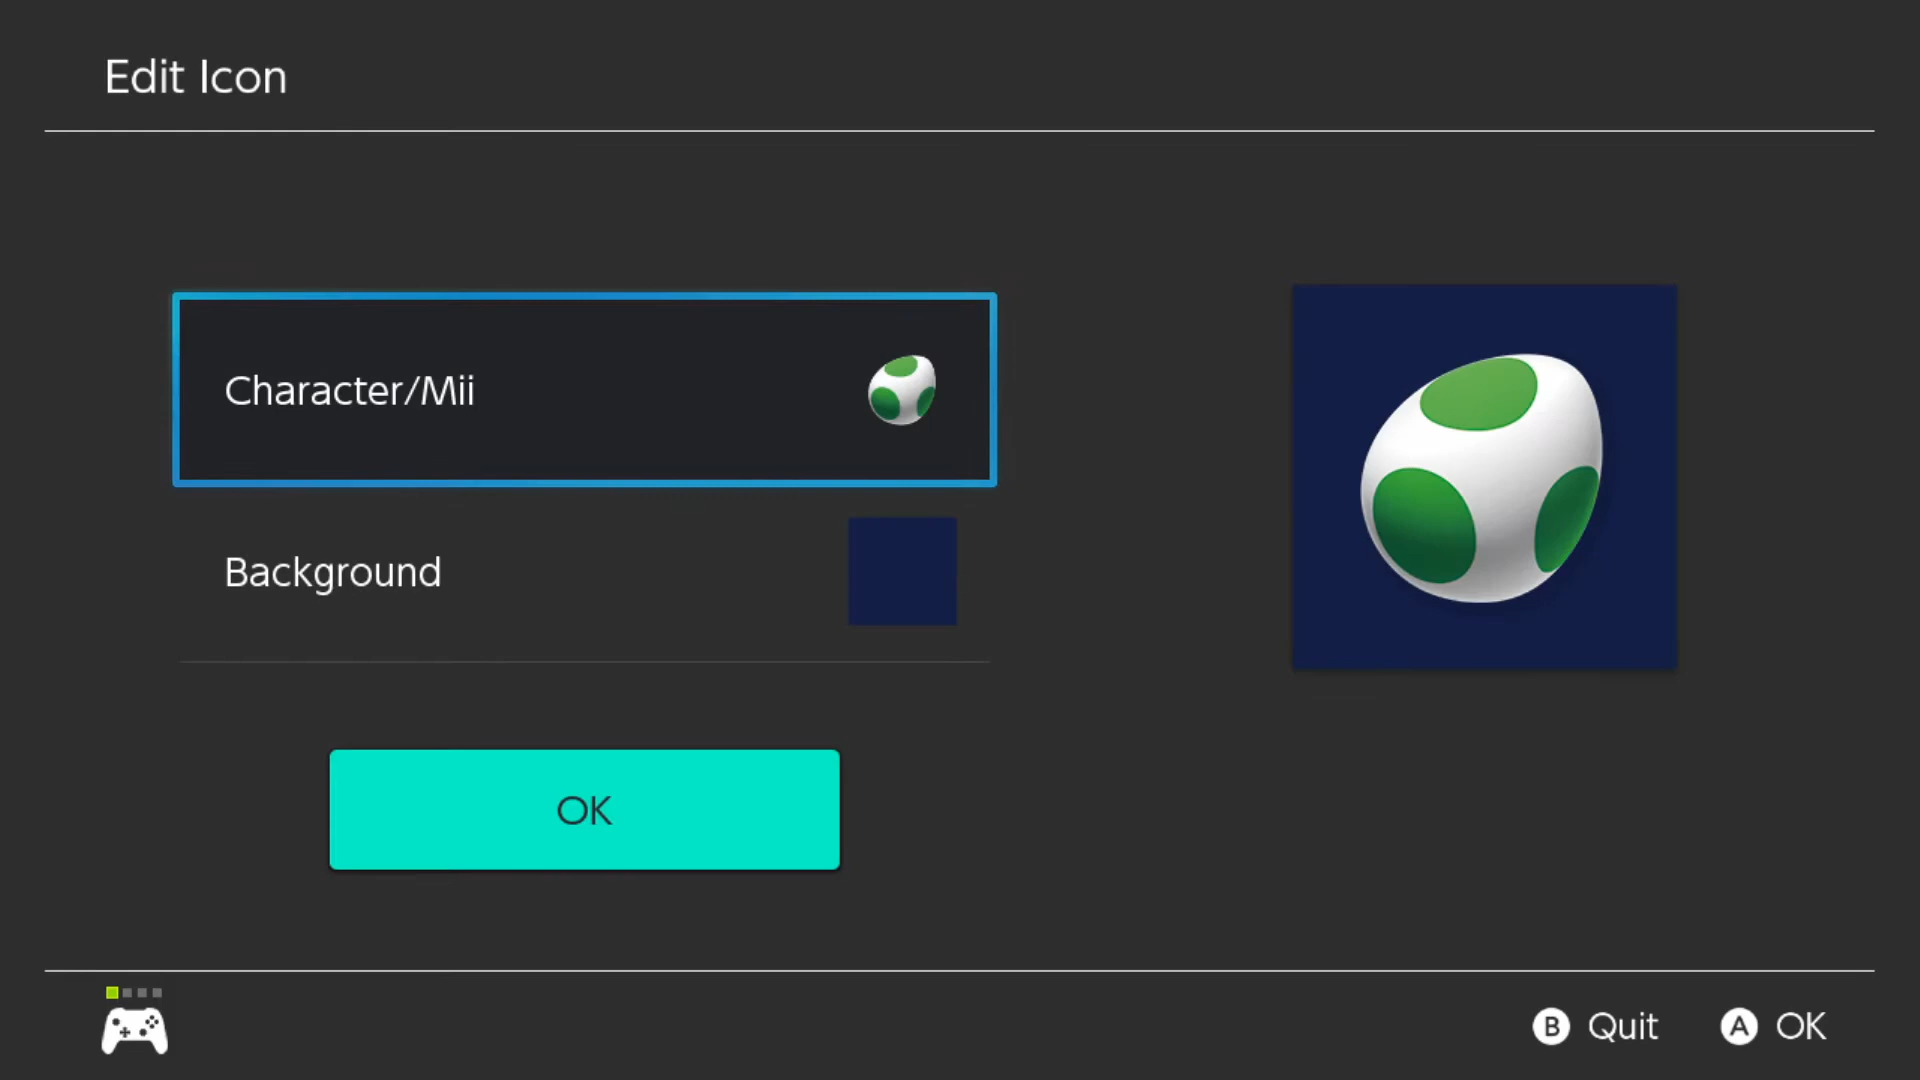 Edit Icon
Character/Mii
Background
OK
B Quit
A OK